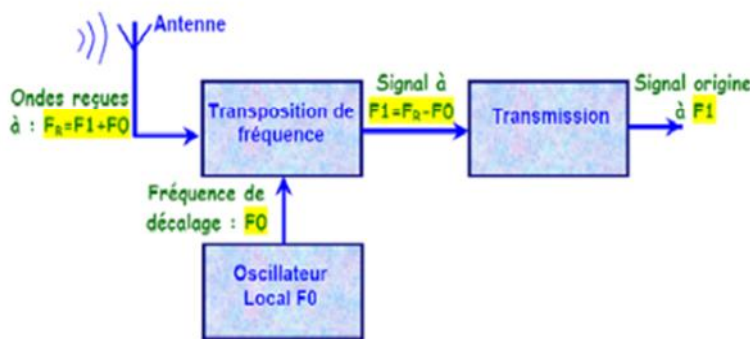 Antenne
Ondes reçues
à : FR=F1+F0
Transposition de
fréquence
Signal à
F1=FR-F0
Transmission
Signal origine
à F1
Fréquence de
décalage : F0
Oscillateur
Local F0